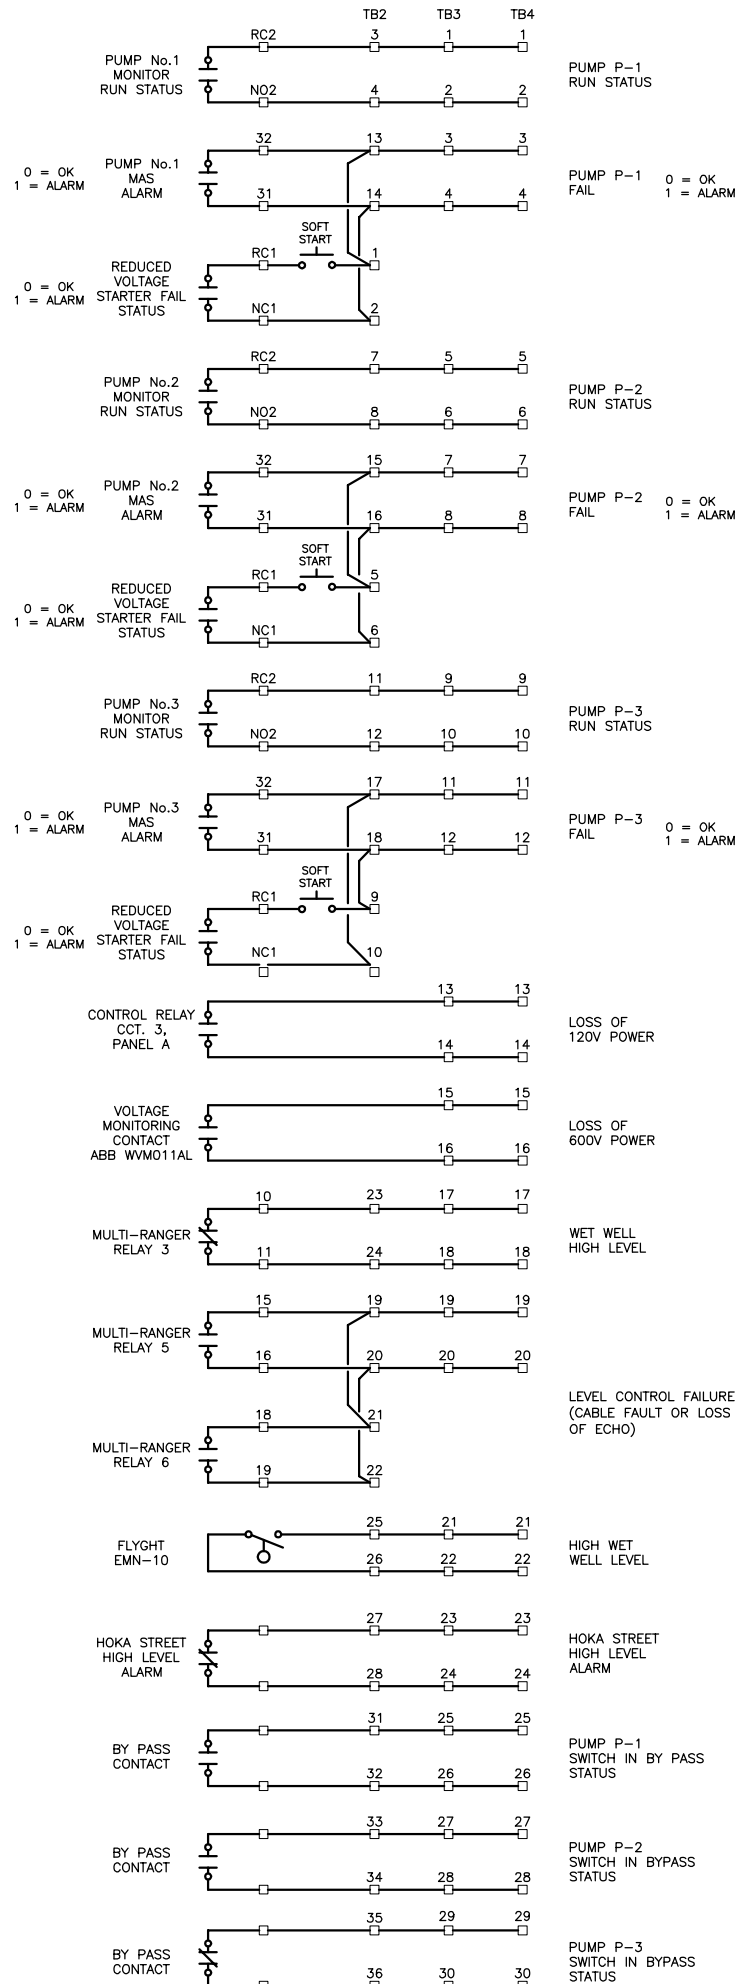 TB2 TB3 TB4
RC2 3 1 1
PUMP No.1
MONITOR
RUN STATUS
PUMP P-1
RUN STATUS
NO2 4 2 2
32 13 3 3
0 = OK
1 = ALARM
PUMP No.1
MAS
ALARM
PUMP P-1
FAIL
0 = OK
1 = ALARM
31 14 4 4
SOFT
START
RC1 1
0 = OK
1 = ALARM
REDUCED
VOLTAGE
STARTER FAIL
STATUS
NC1 2
RC2 7 5 5
PUMP No.2
MONITOR
RUN STATUS
PUMP P-2
RUN STATUS
NO2 8 6 6
32 15 7 7
0 = OK
1 = ALARM
PUMP No.2
MAS
ALARM
PUMP P-2
FAIL
0 = OK
1 = ALARM
31 16 8 8
SOFT
START
RC1 5
0 = OK
1 = ALARM
REDUCED
VOLTAGE
STARTER FAIL
STATUS
NC1 6
RC2 11 9 9
PUMP No.3
MONITOR
RUN STATUS
PUMP P-3
RUN STATUS
NO2 12 10 10
32 17 11 11
0 = OK
1 = ALARM
PUMP No.3
MAS
ALARM
PUMP P-3
FAIL
0 = OK
1 = ALARM
31 18 12 12
SOFT
START
RC1 9
0 = OK
1 = ALARM
REDUCED
VOLTAGE
STARTER FAIL
STATUS
NC1 10
13 13
CONTROL RELAY
CCT. 3,
PANEL A
LOSS OF
120V POWER
14 14
15 15
VOLTAGE
MONITORING
CONTACT
ABB WVM011AL
LOSS OF
600V POWER
16 16
10 23 17 17
MULTI-RANGER
RELAY 3
WET WELL
HIGH LEVEL
11 24 18 18
15 19 19 19
MULTI-RANGER
RELAY 5
16 20 20 20
LEVEL CONTROL FAILURE
(CABLE FAULT OR LOSS
OF ECHO)
18 21
MULTI-RANGER
RELAY 6
19 22
25 21 21
FLYGHT
EMN-10
HIGH WET
WELL LEVEL
26 22 22
27 23 23
HOKA STREET
HIGH LEVEL
ALARM
HOKA STREET
HIGH LEVEL
ALARM
28 24 24
31 25 25
BY PASS
CONTACT
PUMP P-1
SWITCH IN BY PASS
STATUS
32 26 26
33 27 27
BY PASS
CONTACT
PUMP P-2
SWITCH IN BYPASS
STATUS
34 28 28
35 29 29
BY PASS
CONTACT
PUMP P-3
SWITCH IN BYPASS
STATUS
36 30 30